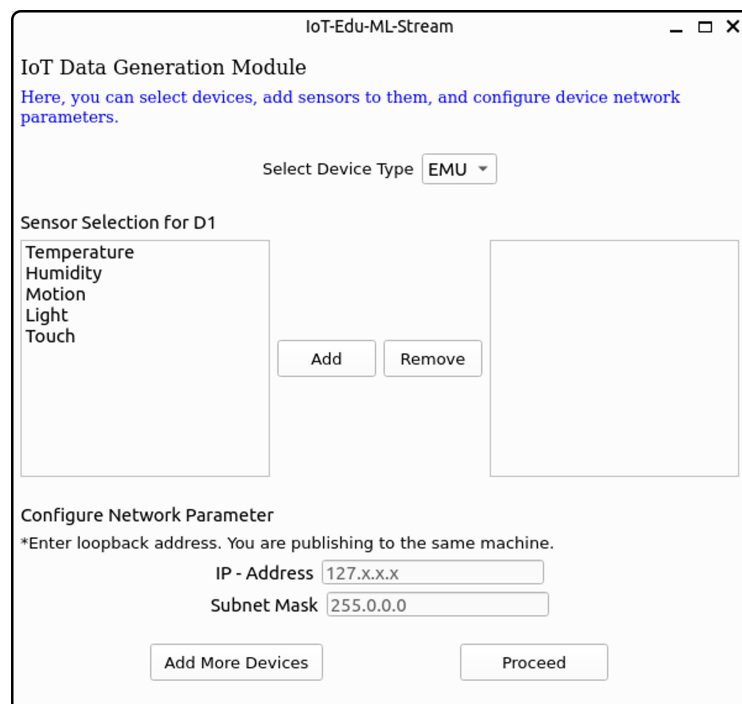 IoT-Edu-ML-Stream
IoT Data Generation Module
Here, you can select devices, add sensors to them, and configure device network
parameters.
Select Device Type EMU
Sensor Selection for D1
Temperature
Humidity
Motion
Light
Touch
Add Remove
Configure Network Parameter
*Enter loopback address. You are publishing to the same machine.
IP - Address 127.x.x.x
Subnet Mask 255.0.0.0
Add More Devices Proceed